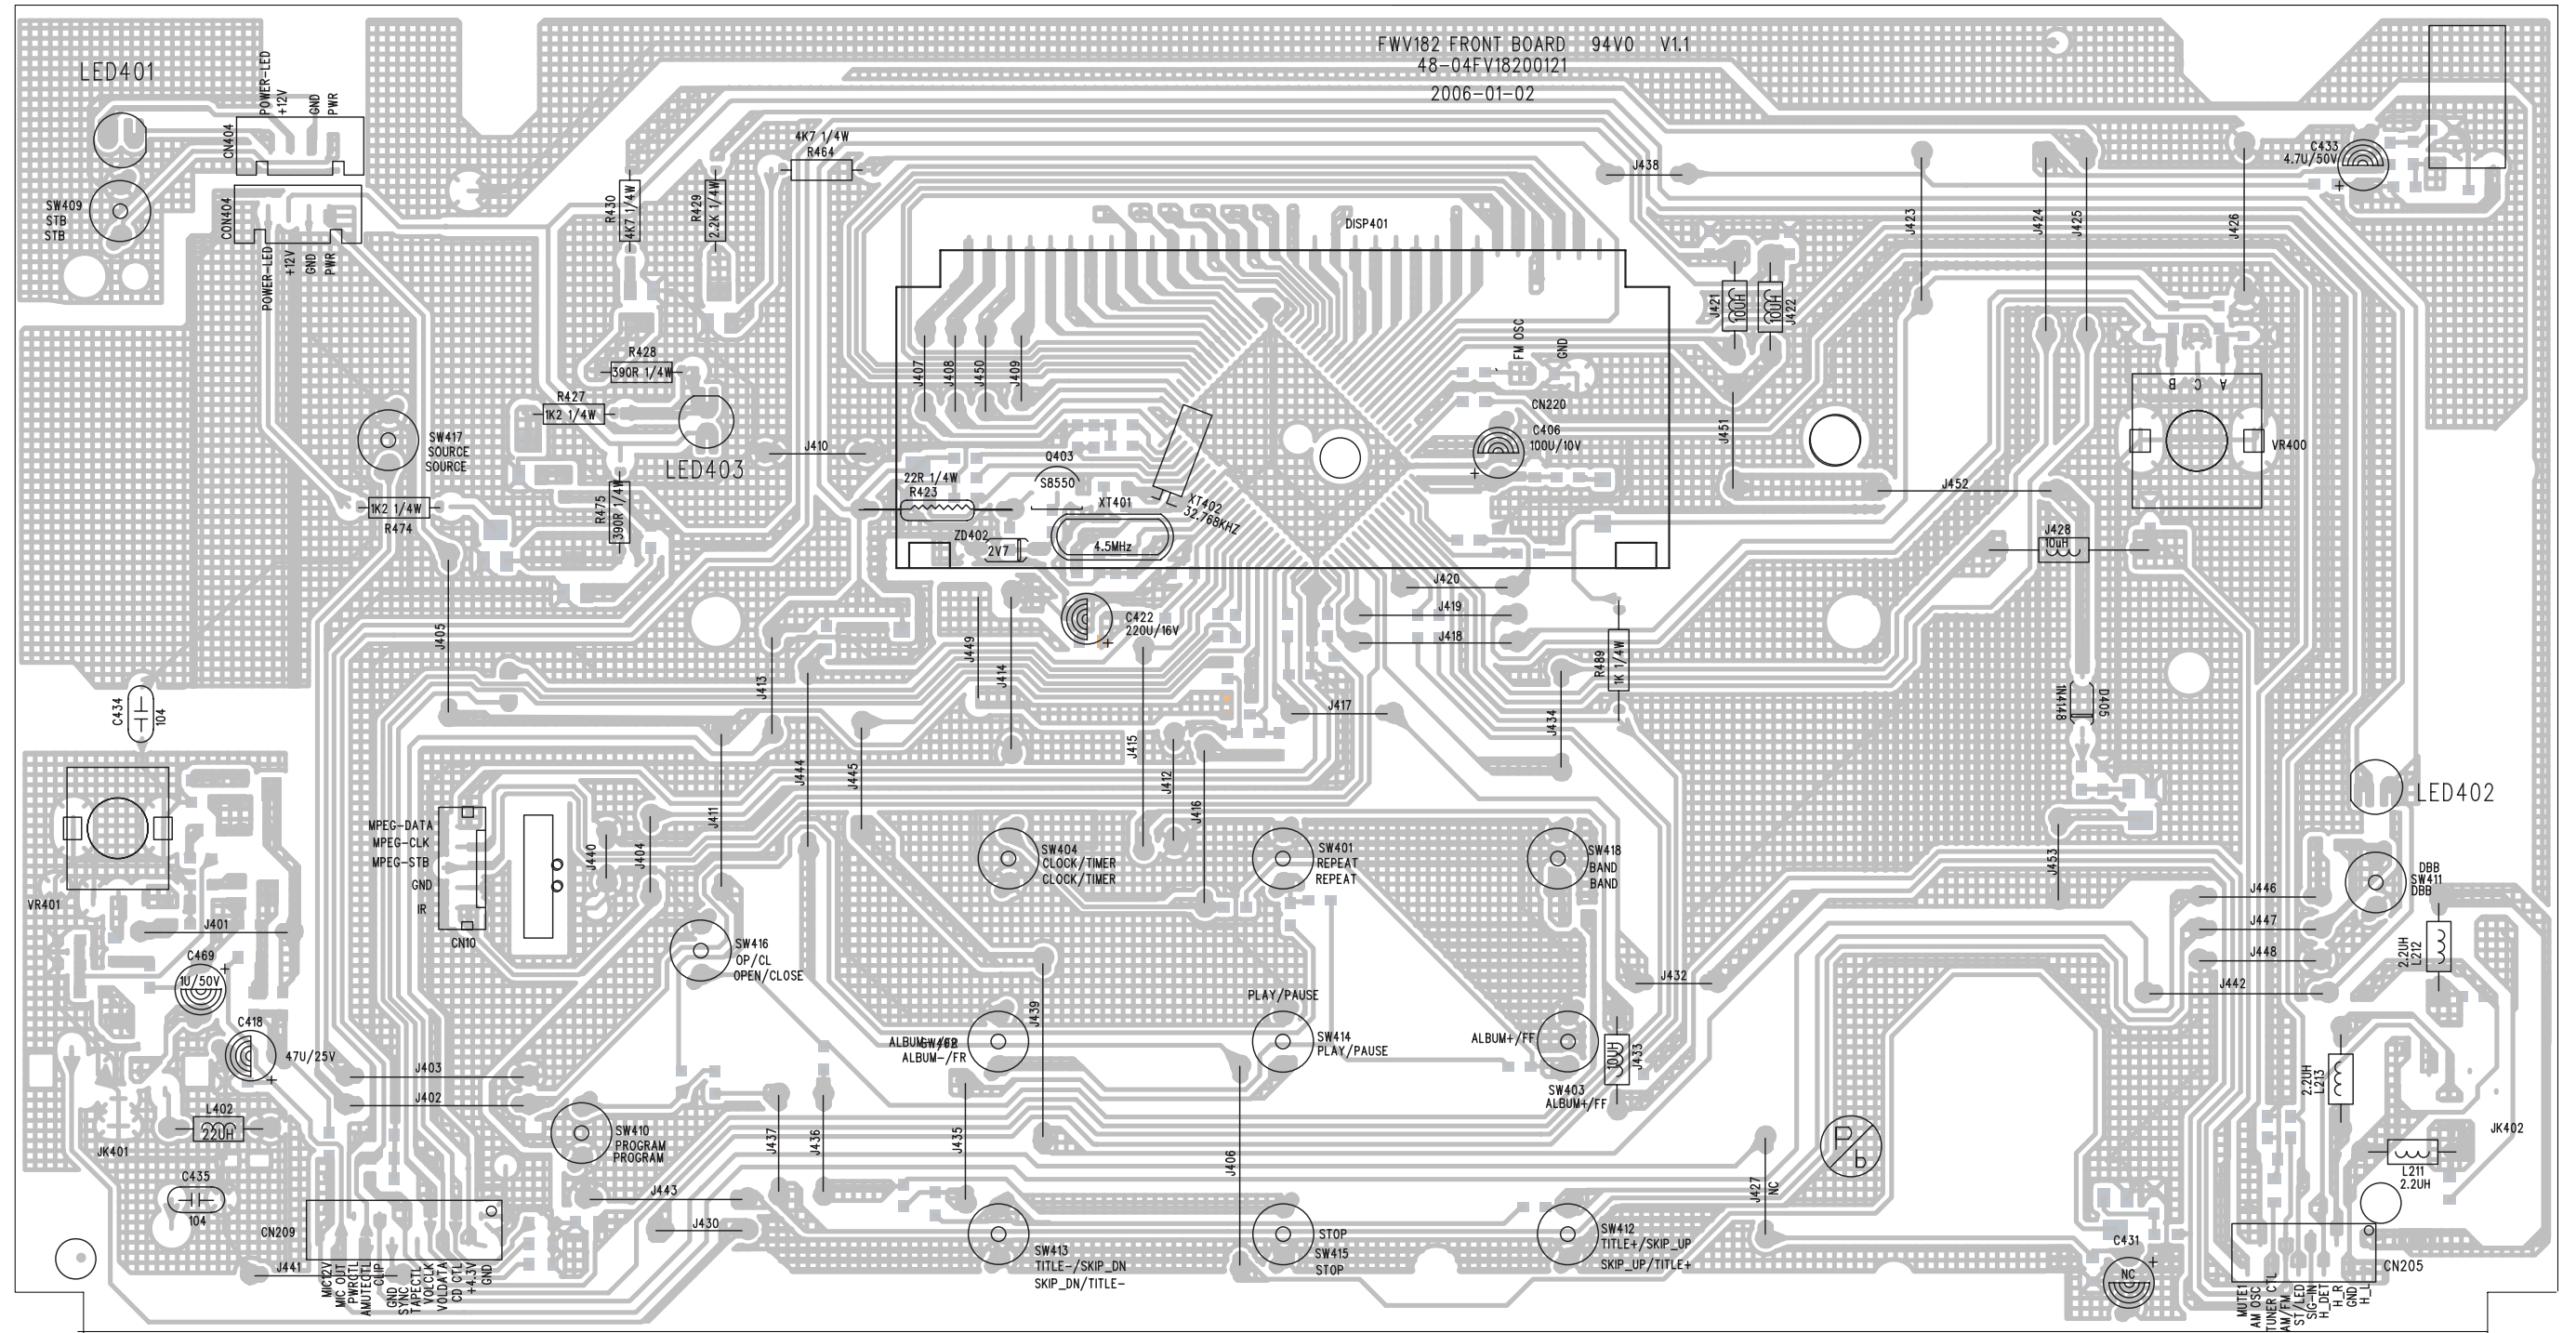 FWV182 FRONT BOARD 94V0 V1.1
48-04FV18200121
2006-01-02
LED401
POWER-LED
+12V
GND
PWR
CN404
SW409
STB
STB
CON404
POWER-LED
+12V
GND
PWR
R430
4K7 1/4W
R429
2.2K 1/4W
4K7 1/4W
R464
J438
DISP401
J423
J424
J425
J426
C433
4.7U/50V
+
J421
10UH
10UH
J422
R428
390R 1/4W
R427
1K2 1/4W
LED403
J407
J408
J450
J409
FM OSC
GND
CN220
C406
100U/10V
+
J451
B C A
VR400
SW417
SOURCE
SOURCE
1K2 1/4W
R474
R475
390R 1/4W
J410
22R 1/4W
R423
Q403
S8550
XT401
4.5MHz
XT402
32.768KHZ
ZD402
2V7
J452
J428
10uH
J405
C422
220U/16V
+
J449
J414
J420
J419
J418
R489
1K 1/4W
1N4148
D405
C434
104
J413
J444
J445
J411
J415
J412
J416
J417
J434
LED402
MPEG-DATA
MPEG-CLK
MPEG-STB
GND
IR
CN10
J440
J404
SW404
CLOCK/TIMER
CLOCK/TIMER
SW401
REPEAT
REPEAT
SW418
BAND
BAND
J453
J446
J447
J448
J442
DBB
SW411
DBB
VR401
J401
C469
1U/50V
+
C418
47U/25V
+
SW416
OP/CL
OPEN/CLOSE
J439
J432
2.2UH
L212
2.2UH
L213
ALBUM-/FR
PLAY/PAUSE
SW414
PLAY/PAUSE
ALBUM+/FF
SW403
ALBUM+/FF
10UH
J433
J403
J402
L402
22UH
JK401
SW410
PROGRAM
PROGRAM
J437
J436
J435
J406
J427
NC
P/b
JK402
L211
2.2UH
C435
104
J443
J430
CN209
J441
MIC12V
MIC OUT
PWRCTL
AMUTECTL
CLIP
GND
SYNC
TAPECTL
VOLCLK
VOLDATA
CD CTL
+4.3V
GND
SW413
TITLE-/SKIP_DN
SKIP_DN/TITLE-
STOP
SW415
STOP
SW412
TITLE+/SKIP_UP
SKIP_UP/TITLE+
C431
+
NC
CN205
MUTE1
AM OSC
TUNER CTL
AM/FM
ST/LED
SIG-IN
H_DET
H_R
GND
H_L